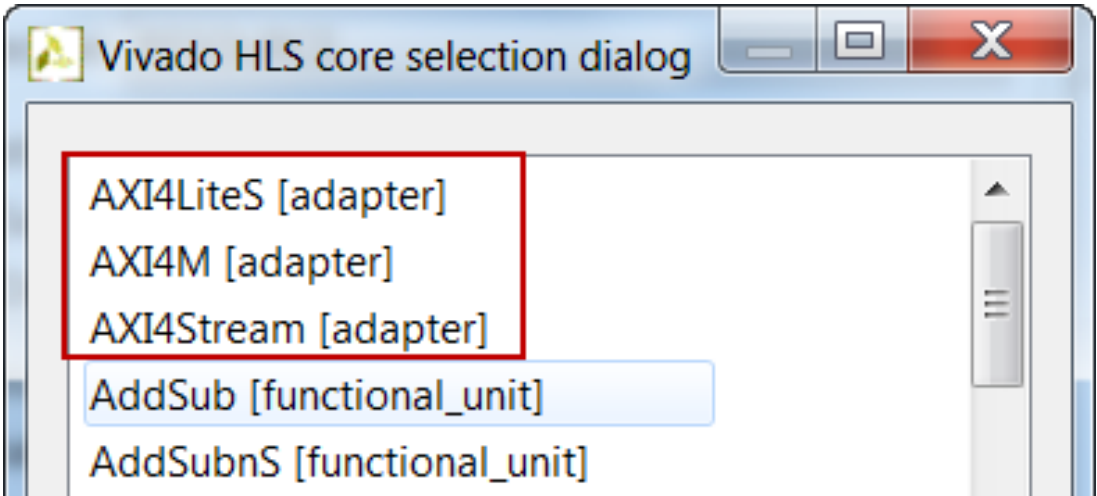 Vivado HLS core selection dialog
AXI4LiteS [adapter]
AXI4M [adapter]
AXI4Stream [adapter]
AddSub [functional_unit]
AddSubnS [functional_unit]